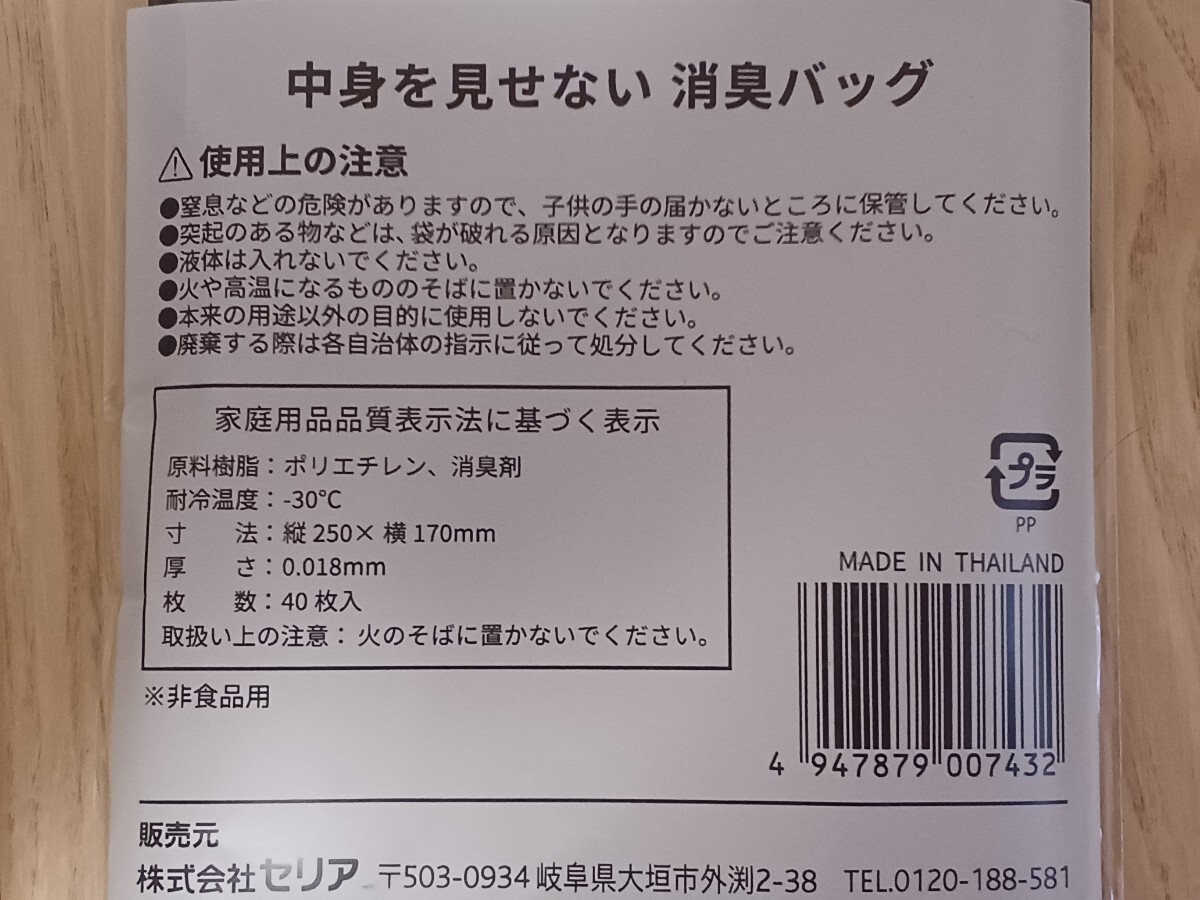 中身を見せない 消臭バッグ
⚠使用上の注意
●窒息などの危険がありますので、子供の手の届かないところに保管してください。
●突起のある物などは、袋が破れる原因となりますのでご注意ください。
●液体は入れないでください。
●火や高温になるもののそばに置かないでください。
●本来の用途以外の目的に使用しないでください。
●廃棄する際は各自治体の指示に従って処分してください。
家庭用品品質表示法に基づく表示
原料樹脂：ポリエチレン、消臭剤
耐冷温度：-30℃
寸　　法：縦250×横170mm
厚　　さ：0.018mm
枚　　数：40枚入
取扱い上の注意：火のそばに置かないでください。
※非食品用
プラ
PP
MADE IN THAILAND
4 947879 007432
販売元
株式会社セリア 〒503-0934 岐阜県大垣市外渕2-38 TEL.0120-188-581